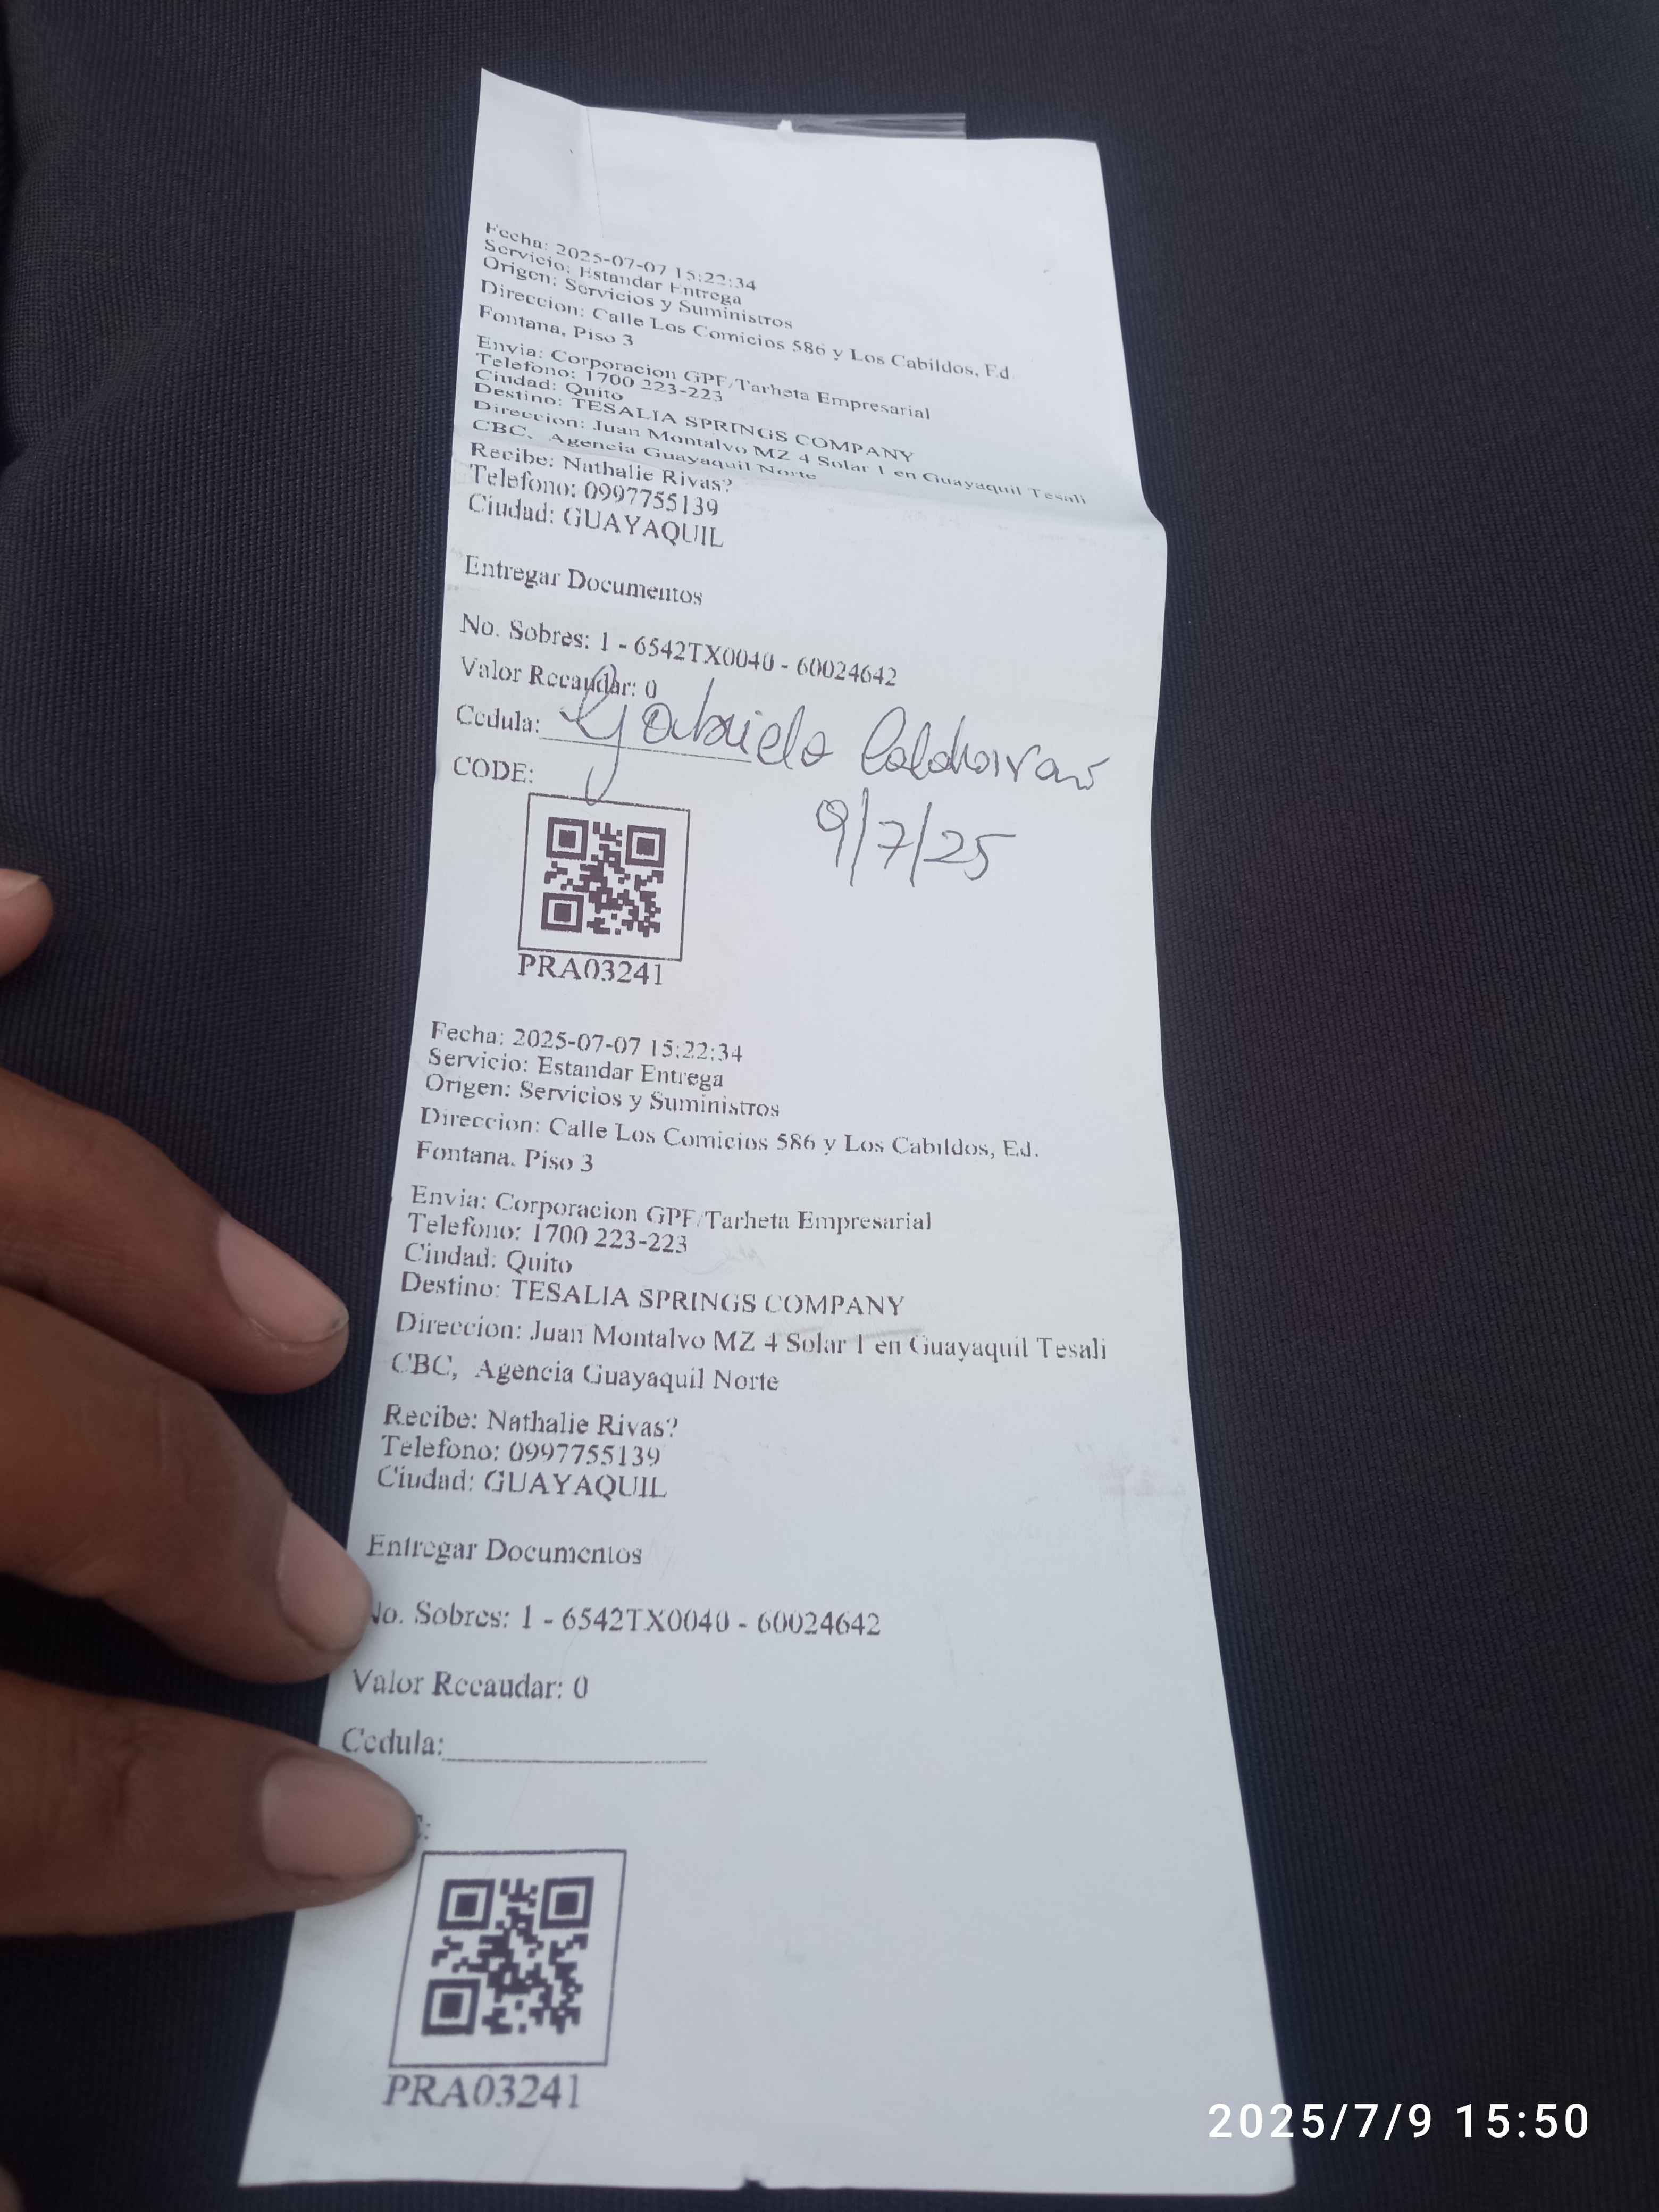 Fecha: 2025-07-07 15:22:34
Servicio: Estandar Entrega
Origen: Servicios y Suministros
Direccion: Calle Los Comicios 586 y Los Cabildos, Ed.
Fontana, Piso 3
Envia: Corporacion GPF/Tarheta Empresarial
Telefono: 1700 223-223
Ciudad: Quito
Destino: TESALIA SPRINGS COMPANY
Direccion: Juan Montalvo MZ 4 Solar 1 en Guayaquil Tesali
CBC, Agencia Guayaquil Norte
Recibe: Nathalie Rivas?
Telefono: 0997755139
Ciudad: GUAYAQUIL
Entregar Documentos
No. Sobres: 1 - 6542TX0040 - 60024642
Valor Recaudar: 0
Cedula: Gabriela
CODE:
9/7/25
PRA03241
Fecha: 2025-07-07 15:22:34
Servicio: Estandar Entrega
Origen: Servicios y Suministros
Direccion: Calle Los Comicios 586 y Los Cabildos, Ed.
Fontana. Piso 3
Envia: Corporacion GPF/Tarheta Empresarial
Telefono: 1700 223-223
Ciudad: Quito
Destino: TESALIA SPRINGS COMPANY
Direccion: Juan Montalvo MZ 4 Solar 1 en Guayaquil Tesali
CBC, Agencia Guayaquil Norte
Recibe: Nathalie Rivas?
Telefono: 0997755139
Ciudad: GUAYAQUIL
Entregar Documentos
No. Sobres: 1 - 6542TX0040 - 60024642
Valor Recaudar: 0
Cedula:
PRA03241
2025/7/9 15:50